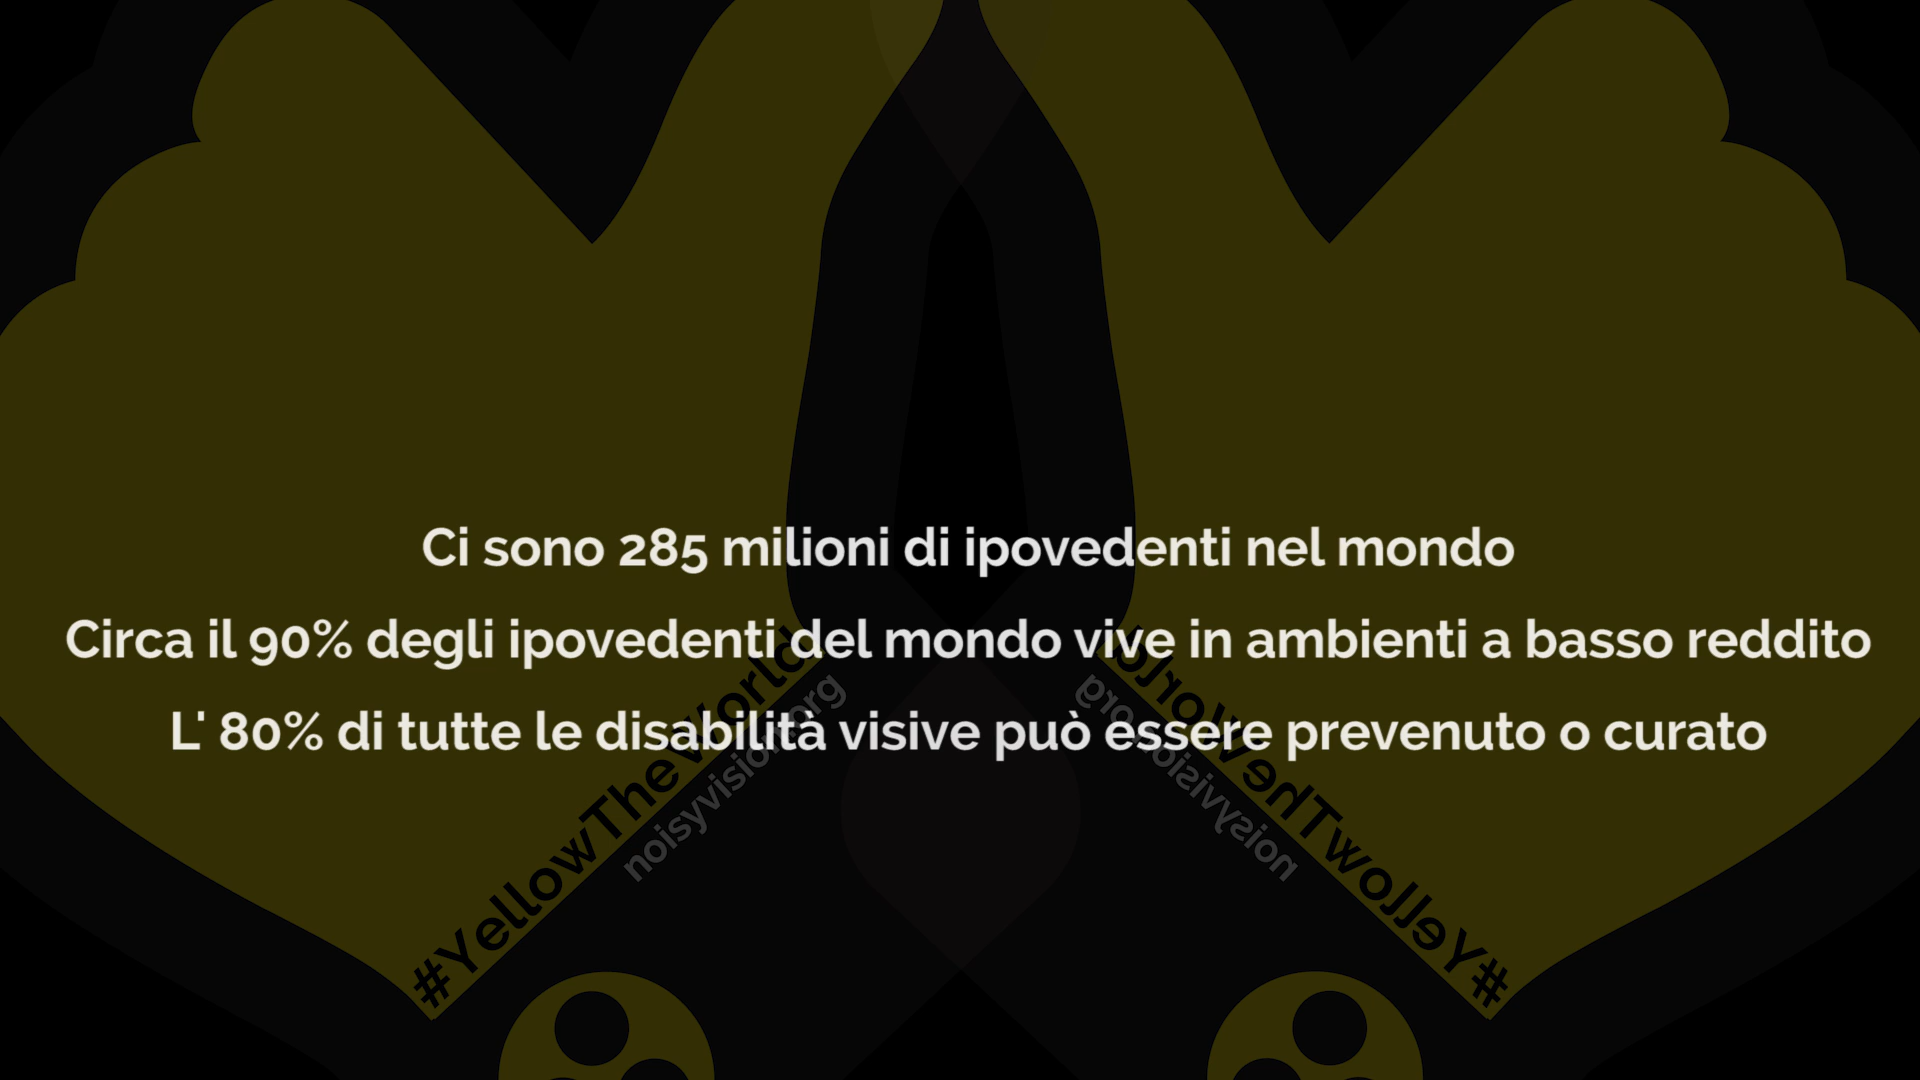 Ci sono 285 milioni di ipovedenti nel mondo
Circa il 90% degli ipovedenti del mondo vive in ambienti a basso reddito
L' 80% di tutte le disabilità visive può essere prevenuto o curato
#YellowTheWorld
noisyvision.org
#YellowTheWorld
noisyvision.org